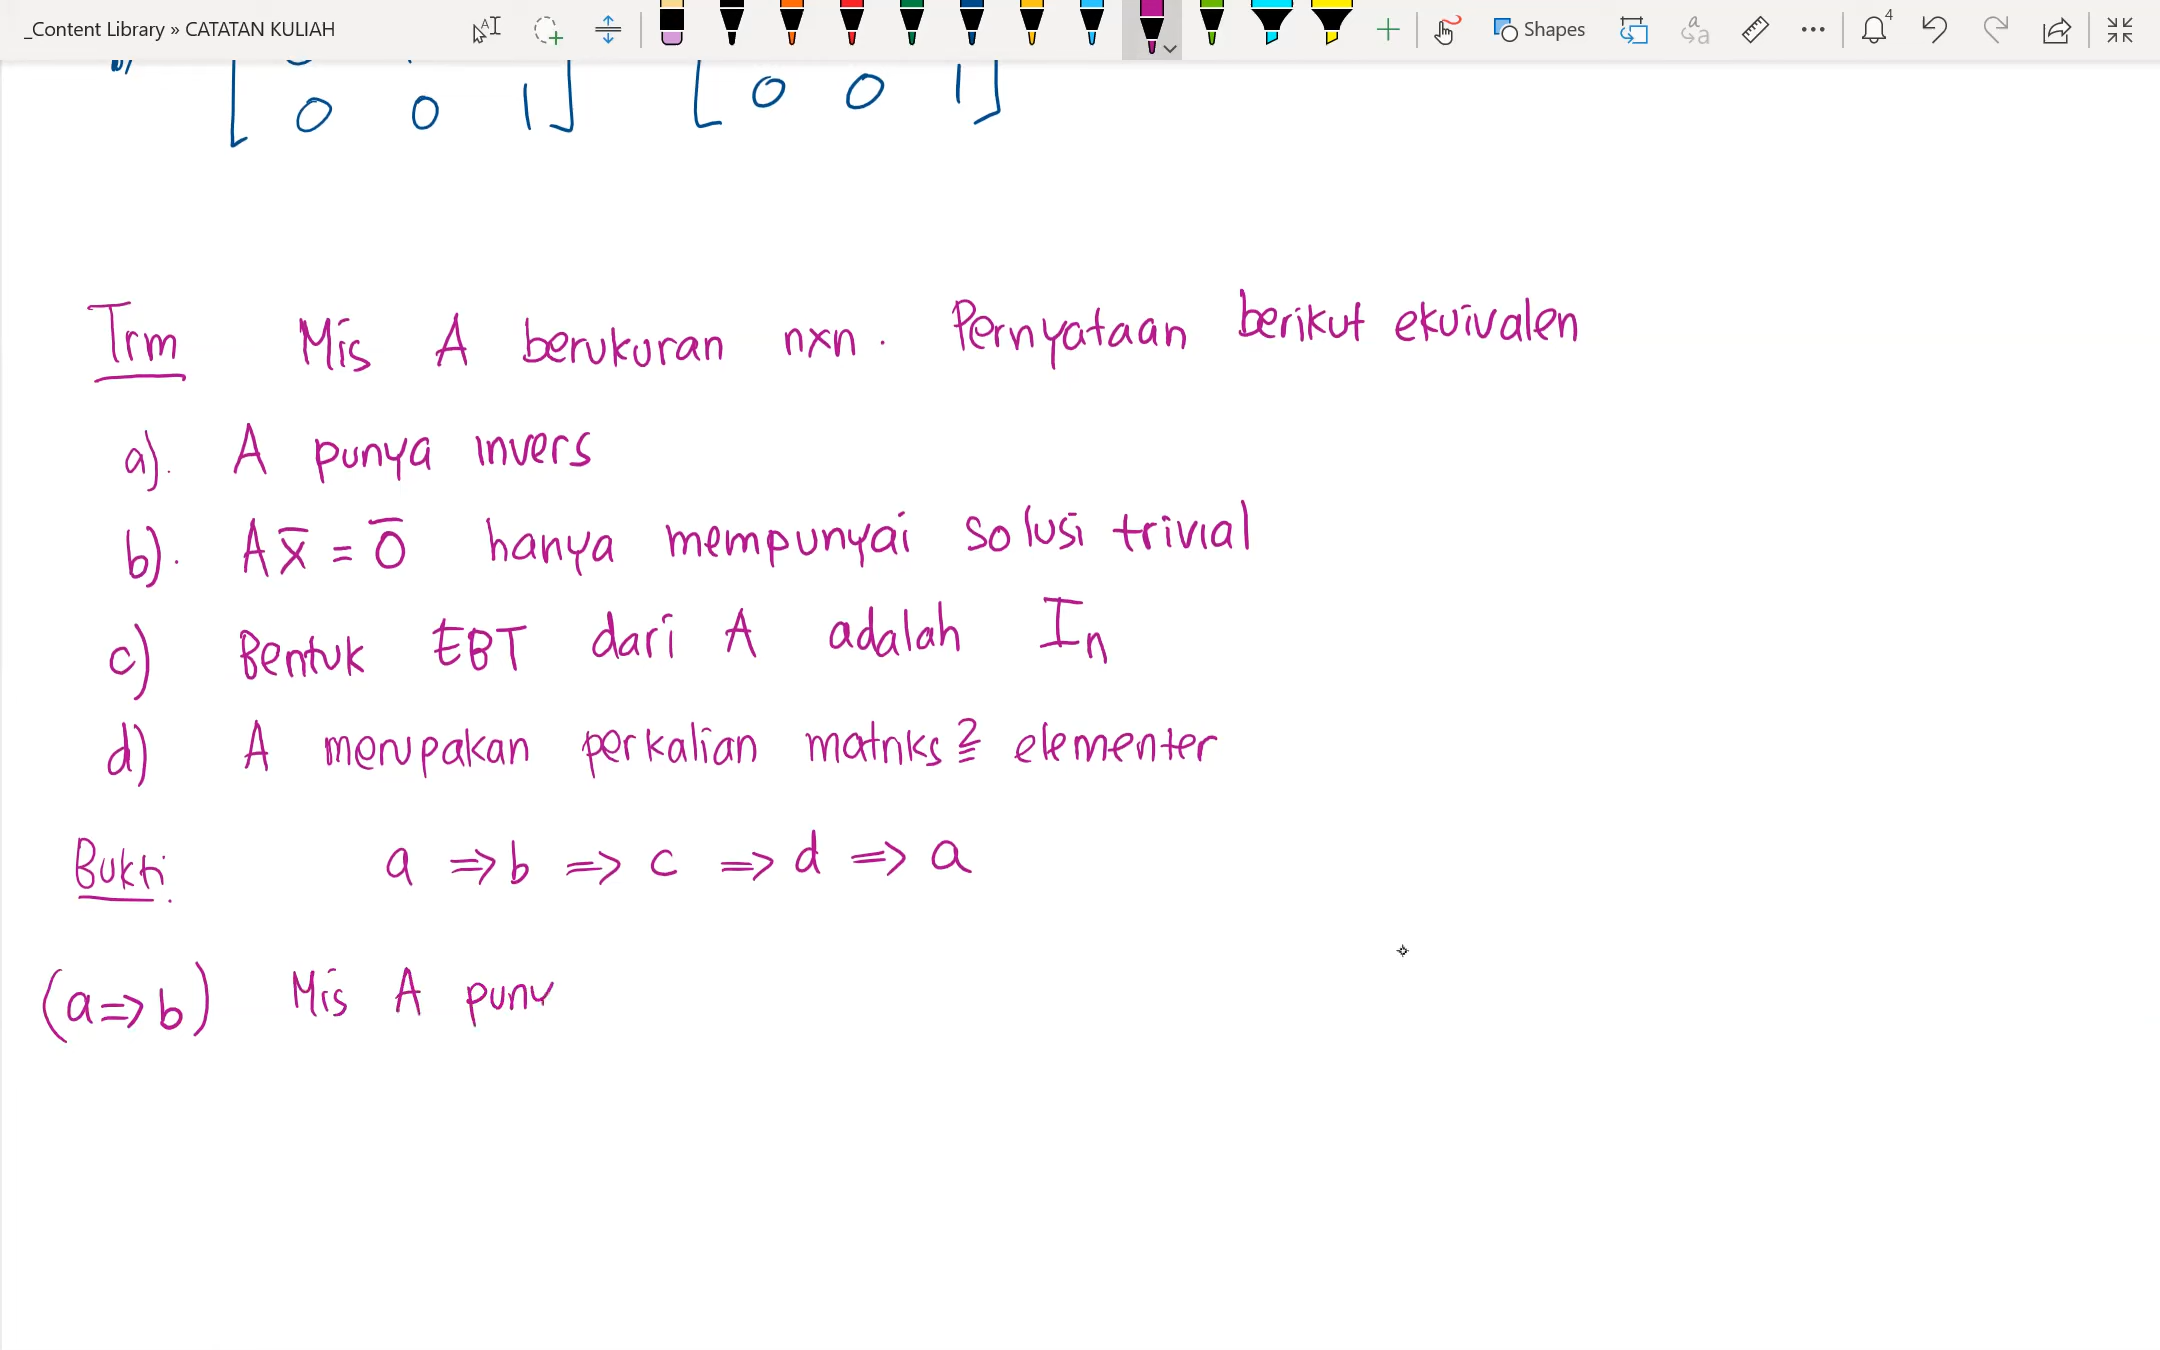 _Content Library » CATATAN KULIAH
Shapes
4
0 0 1 0 0 1
Trm Mis A berukuran nxn. Pernyataan berikut ekuivalen
a). A punya invers
b). Ax̅ = 0̅ hanya mempunyai solusi trivial
c) Bentuk EBT dari A adalah In
d) A merupakan perkalian matriks2 elementer
Bukti. a ⇒ b ⇒ c ⇒ d ⇒ a
(a⇒b) Mis A puny